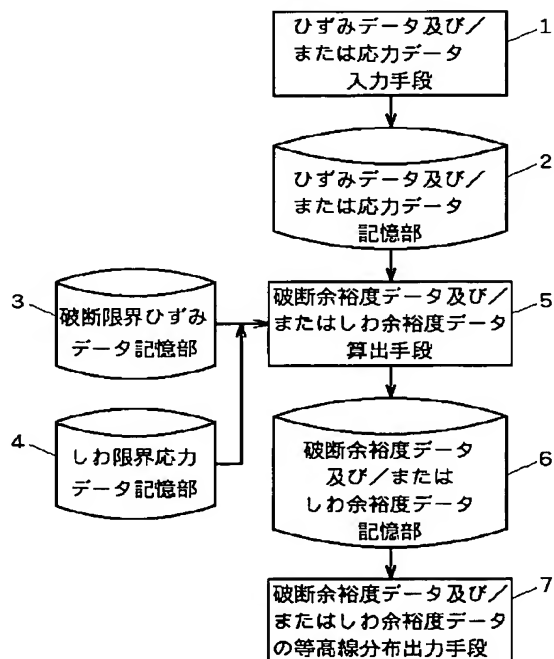 ひずみデータ及び／
または応力データ
入力手段
1
ひずみデータ及び／
または応力データ
記憶部
2
3
破断限界ひずみ
データ記憶部
4
しわ限界応力
データ記憶部
破断余裕度データ及び／
またはしわ余裕度データ
算出手段
5
破断余裕度データ
及び／または
しわ余裕度データ
記憶部
6
破断余裕度データ及び／
またはしわ余裕度データ
の等高線分布出力手段
7